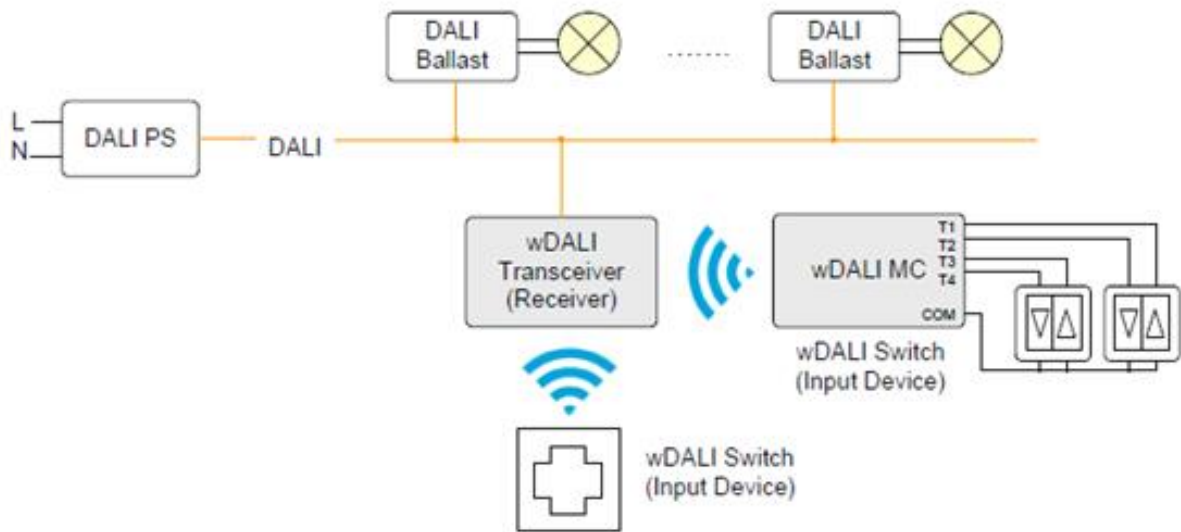 DALI
Ballast
DALI
Ballast
L
N
DALI PS
DALI
wDALI
Transceiver
(Receiver)
wDALI MC
T1
T2
T3
T4
COM
wDALI Switch
(Input Device)
wDALI Switch
(Input Device)